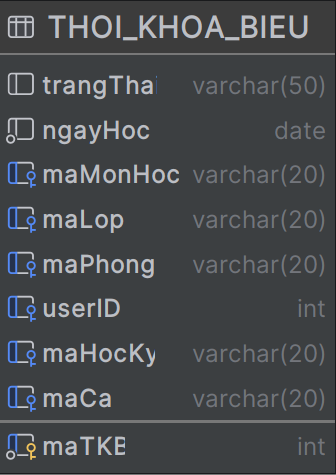 THOI_KHOA_BIEU
trangThai varchar(50)
ngayHoc date
maMonHoc varchar(20)
maLop varchar(20)
maPhong varchar(20)
userID int
maHocKy varchar(20)
maCa varchar(20)
maTKB int